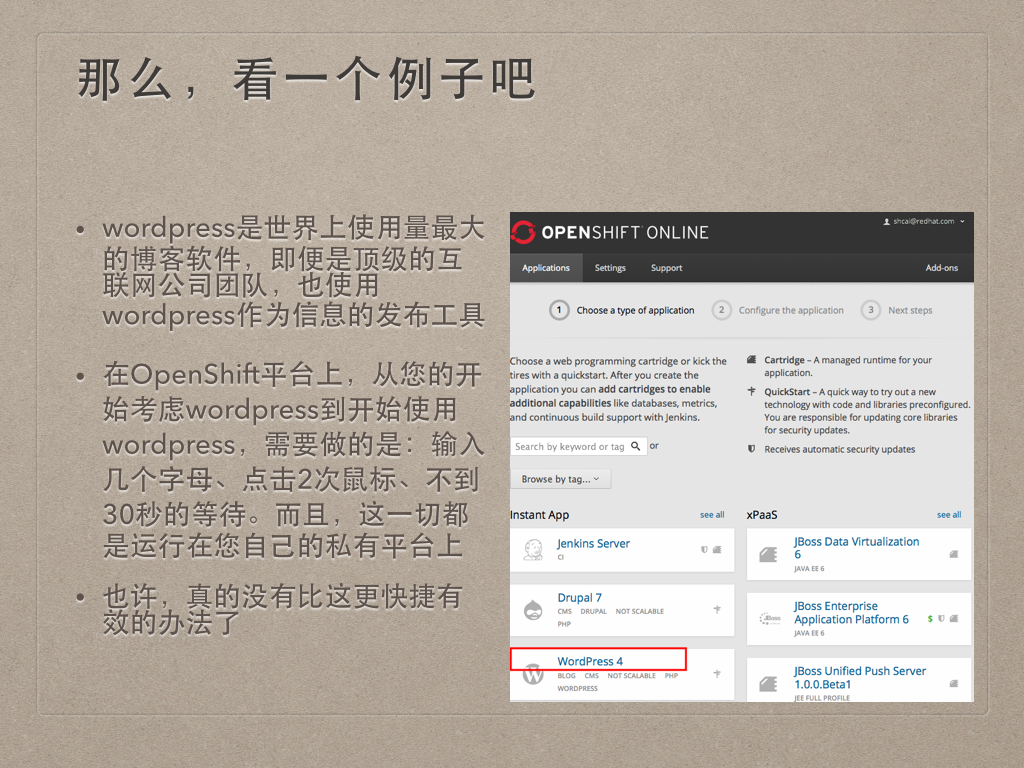 那么，看一个例子吧
• wordpress是世界上使用量最大
的博客软件，即便是顶级的互
联网公司团队，也使用
wordpress作为信息的发布工具
• 在OpenShift平台上，从您的开
始考虑wordpress到开始使用
wordpress，需要做的是：输入
几个字母、点击2次鼠标、不到
30秒的等待。而且，这一切都
是运行在您自己的私有平台上
• 也许，真的没有比这更快捷有
效的办法了
shcai@redhat.com
OPENSHIFT ONLINE
Applications Settings Support Add-ons
1 Choose a type of application 2 Configure the application 3 Next steps
Choose a web programming cartridge or kick the
tires with a quickstart. After you create the
application you can add cartridges to enable
additional capabilities like databases, metrics,
and continuous build support with Jenkins.
Search by keyword or tag or
Browse by tag...
Cartridge – A managed runtime for your
application.
QuickStart – A quick way to try out a new
technology with code and libraries preconfigured.
You are responsible for updating core libraries
for security updates.
Receives automatic security updates
Instant App see all
Jenkins Server
CI
Drupal 7
CMS DRUPAL NOT SCALABLE
PHP
WordPress 4
BLOG CMS NOT SCALABLE PHP
WORDPRESS
xPaaS see all
JBoss Data Virtualization
6
JAVA EE 6
JBoss
JBoss Enterprise
Application Platform 6 $
JAVA EE 6
JBoss Unified Push Server
1.0.0.Beta1
JEE FULL PROFILE